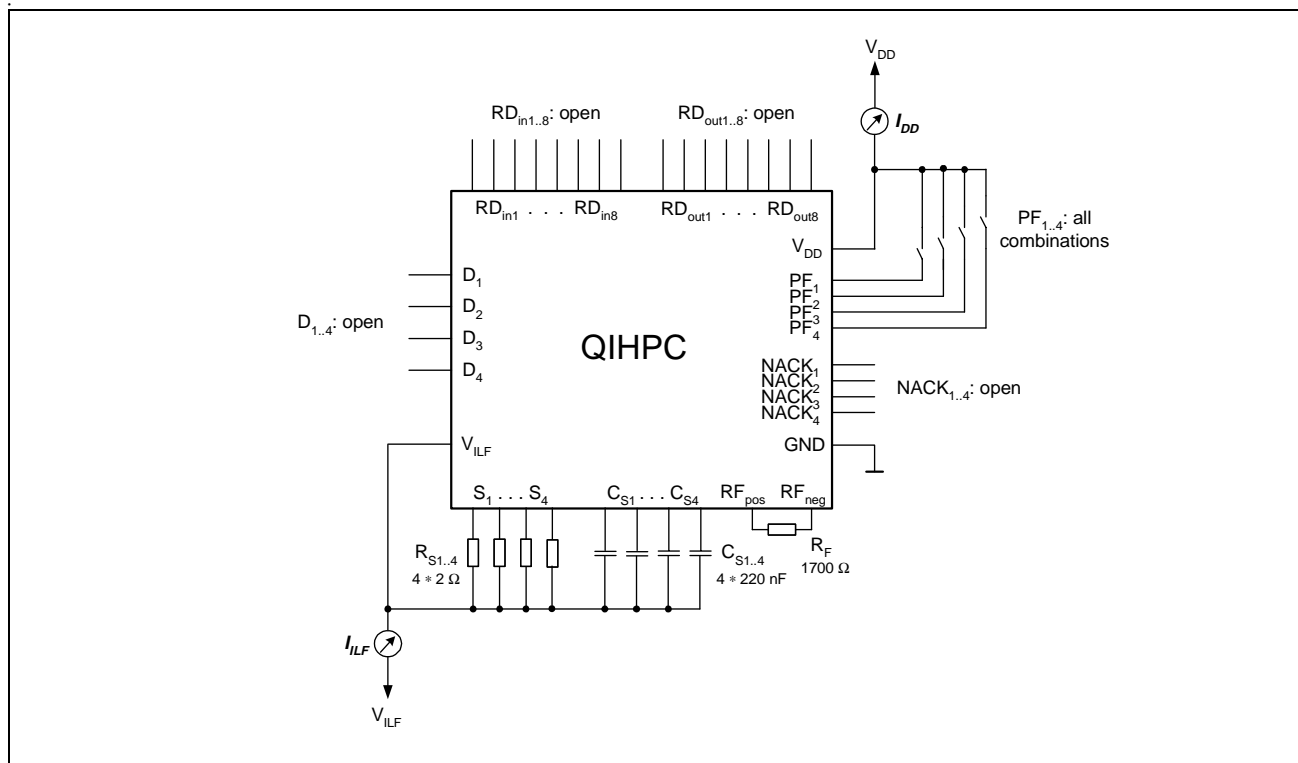 V_DD
I_DD
RD_in1..8: open
RD_out1..8: open
RD_in1 . . . RD_in8
RD_out1 . . . RD_out8
PF_1..4: all
combinations
V_DD
D_1
PF_1
D_2
PF_2
D_1..4: open
PF_3
D_3
PF_4
QIHPC
D_4
NACK_1
NACK_2
NACK_1..4: open
NACK_3
NACK_4
V_ILF
GND
S_1 . . . S_4
C_S1 . . . C_S4
RF_pos
RF_neg
R_S1..4
4 * 2 Ω
C_S1..4
4 * 220 nF
R_F
1700 Ω
I_ILF
V_ILF